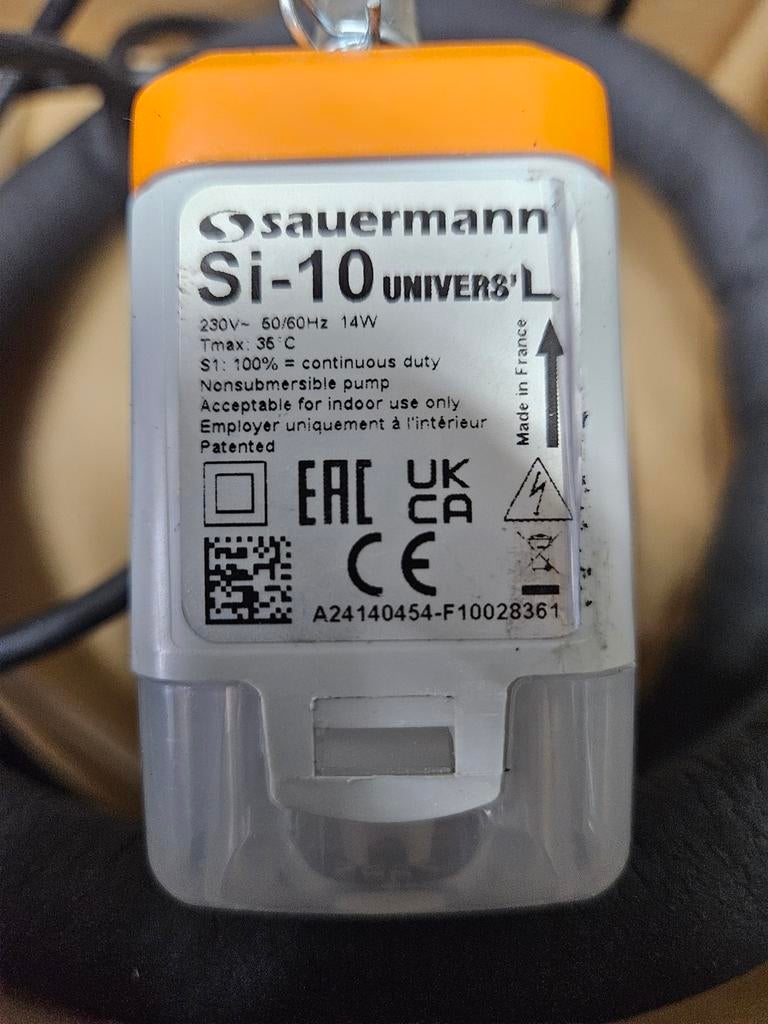 sauermann
Si-10 UNIVERS'L
230V~ 50/60Hz 14W
Tmax: 35°C
S1: 100% = continuous duty
Nonsubmersible pump
Acceptable for indoor use only
Employer uniquement à l'intérieur
Patented
Made in France
EAC
UK
CA
CE
A24140454-F10028361